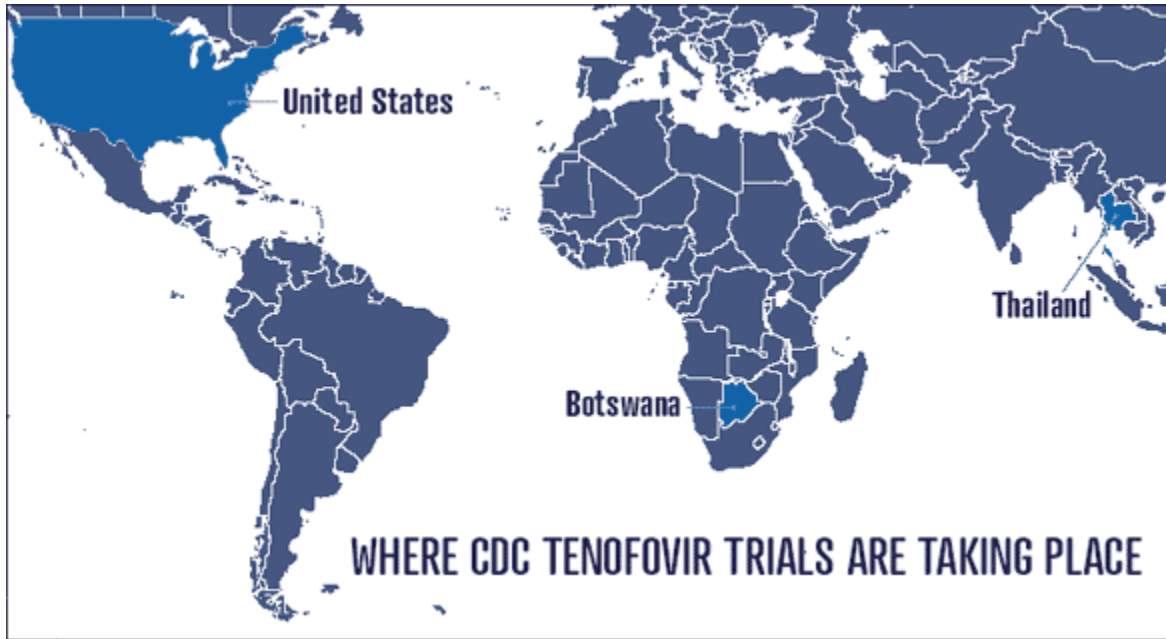 United States
Thailand
Botswana
WHERE CDC TENOFOVIR TRIALS ARE TAKING PLACE